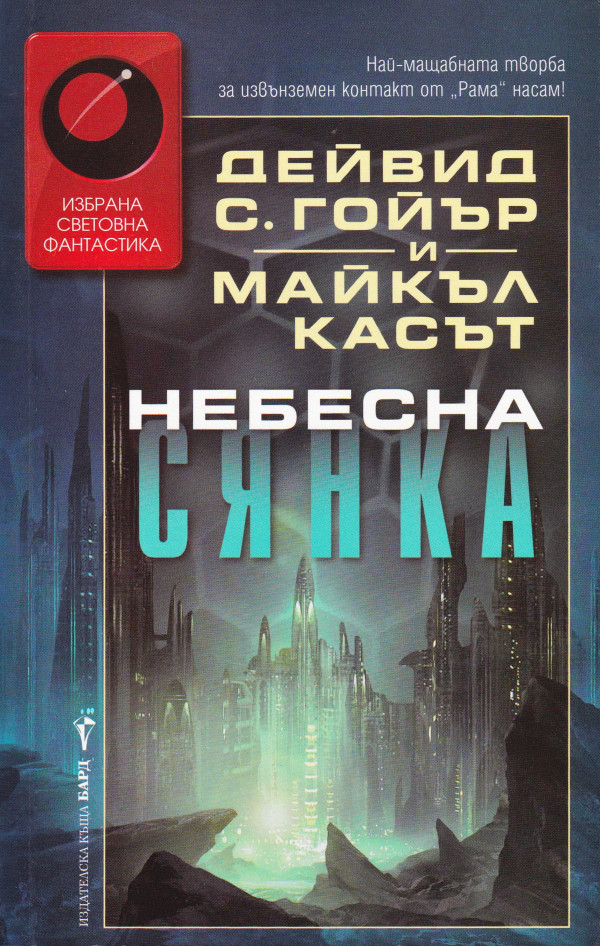 Най-мащабната творба
за извънземен контакт от „Рама“ насам!
ИЗБРАНА
СВЕТОВНА
ФАНТАСТИКА
ДЕЙВИД
С. ГОЙЪР
И
МАЙКЪЛ
КАСЪТ
НЕБЕСНА
СЯНКА
ИЗДАТЕЛСКА КЪЩА БАРД